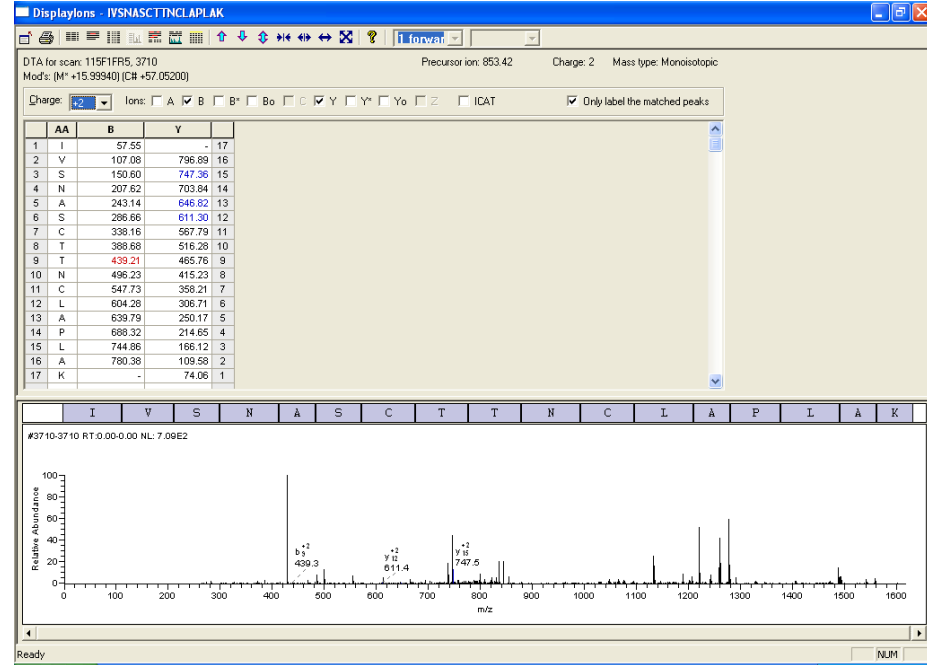 DisplayIons - IVSNASCTTNCLAPLAK
1 forwar
DTA for scan: 115F1FR5, 3710 Precursor ion: 853.42 Charge: 2 Mass type: Monoisotopic
Mod's: (M* +15.99940) (C# +57.05200)
Charge: +2 Ions: A B B* Bo C Y Y* Yo Z ICAT Only label the matched peaks
AA B Y
1 I 57.55 - 17
2 V 107.08 796.89 16
3 S 150.60 747.36 15
4 N 207.62 703.84 14
5 A 243.14 646.82 13
6 S 286.66 611.30 12
7 C 338.16 567.79 11
8 T 388.68 516.28 10
9 T 439.21 465.76 9
10 N 496.23 415.23 8
11 C 547.73 358.21 7
12 L 604.28 306.71 6
13 A 639.79 250.17 5
14 P 688.32 214.65 4
15 L 744.86 166.12 3
16 A 780.38 109.58 2
17 K - 74.06 1
I V S N A S C T T N C L A P L A K
#3710-3710 RT:0.00-0.00 NL: 7.09E2
Relative Abundance
100
80
60
40
20
0
b 9 +2
439.3
y 12 +2
611.4
y 15 +2
747.5
0 100 200 300 400 500 600 700 800 900 1000 1100 1200 1300 1400 1500 1600
m/z
Ready NUM